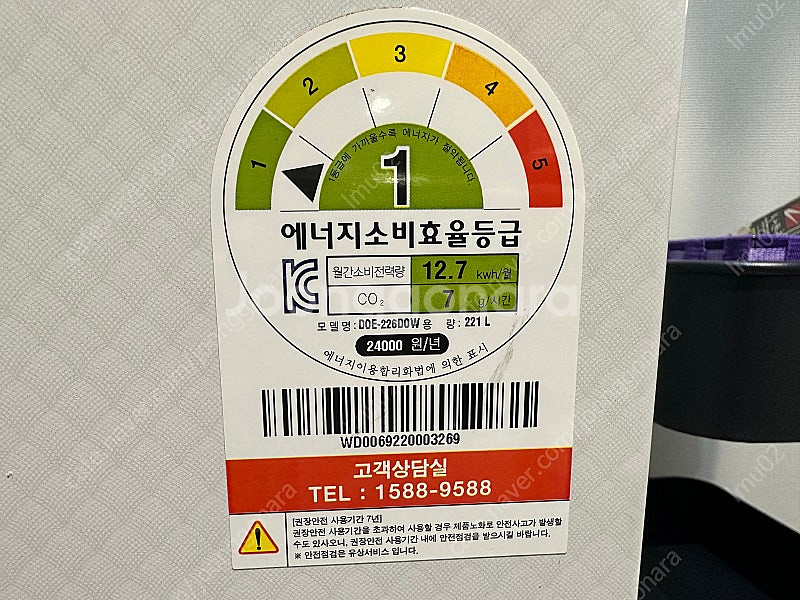 1
2
3
4
5
1등급에 가까울수록 에너지가 절약됩니다.
1
에너지소비효율등급
월간소비전력량 12.7 kwh/월
CO₂ 7 g/시간
모델명:DOE-226DOW용 량: 221 L
24000 원/년
에너지이용합리화법에 의한 표시
WD0069220003269
고객상담실
TEL : 1588-9588
[권장안전 사용기간 7년]
권장안전 사용기간을 초과하여 사용할 경우 제품노화로 안전사고가 발생할
수도 있사오니, 권장안전 사용기간 내에 안전점검을 받으시길 바랍니다.
※ 안전점검은 유상서비스 입니다.
Joonggonara
lmu02